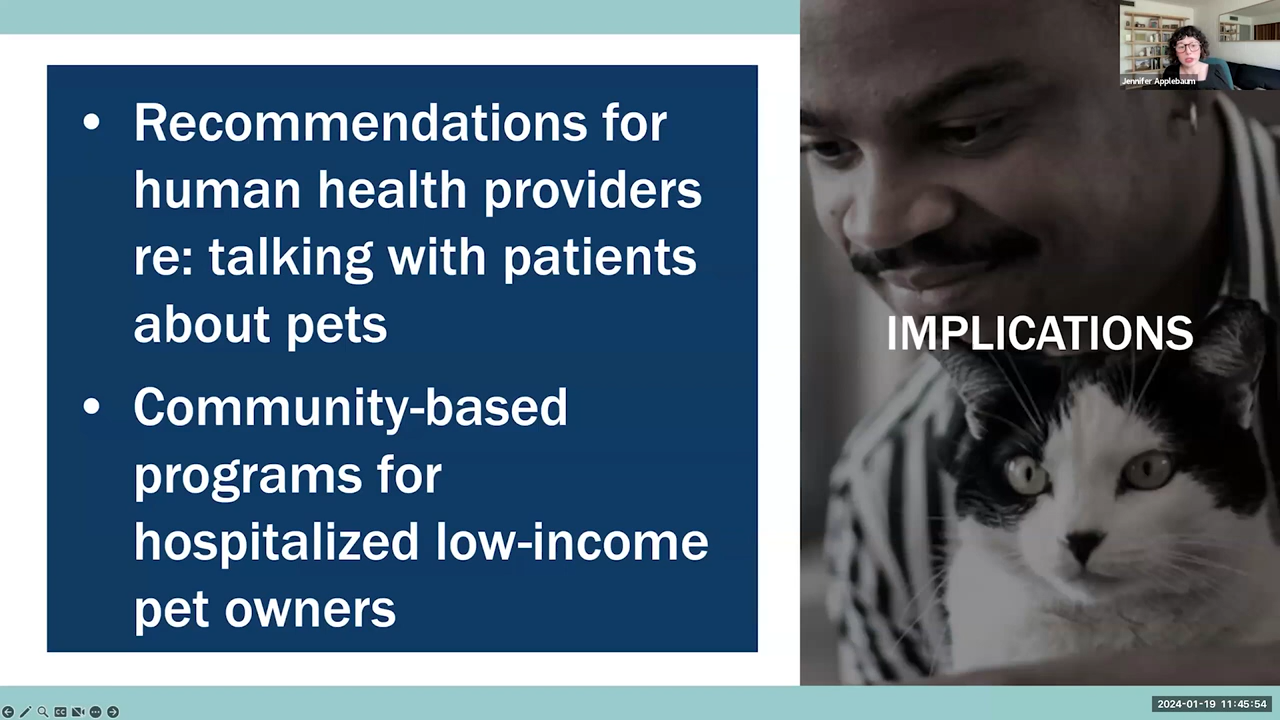 • Recommendations for
human health providers
re: talking with patients
about pets
• Community-based
programs for
hospitalized low-income
pet owners
IMPLICATIONS
Jennifer Applebaum
2024-01-19 11:45:54